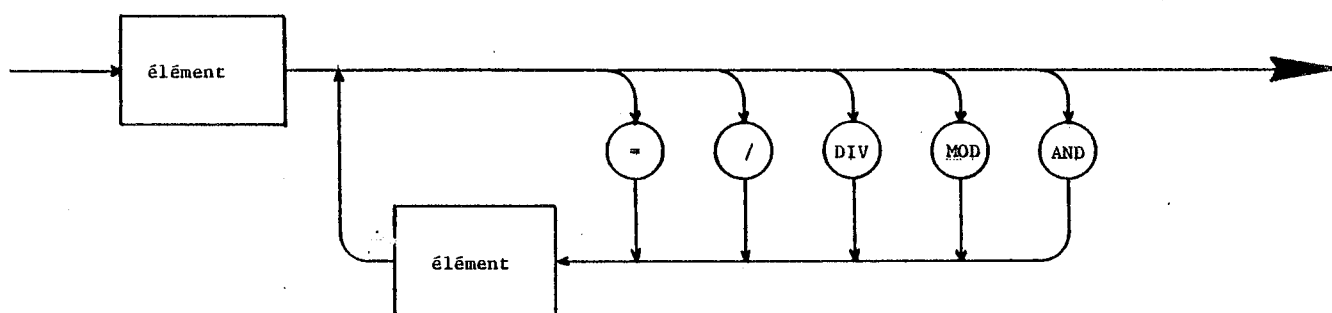 élément
= / DIV MOD AND
élément